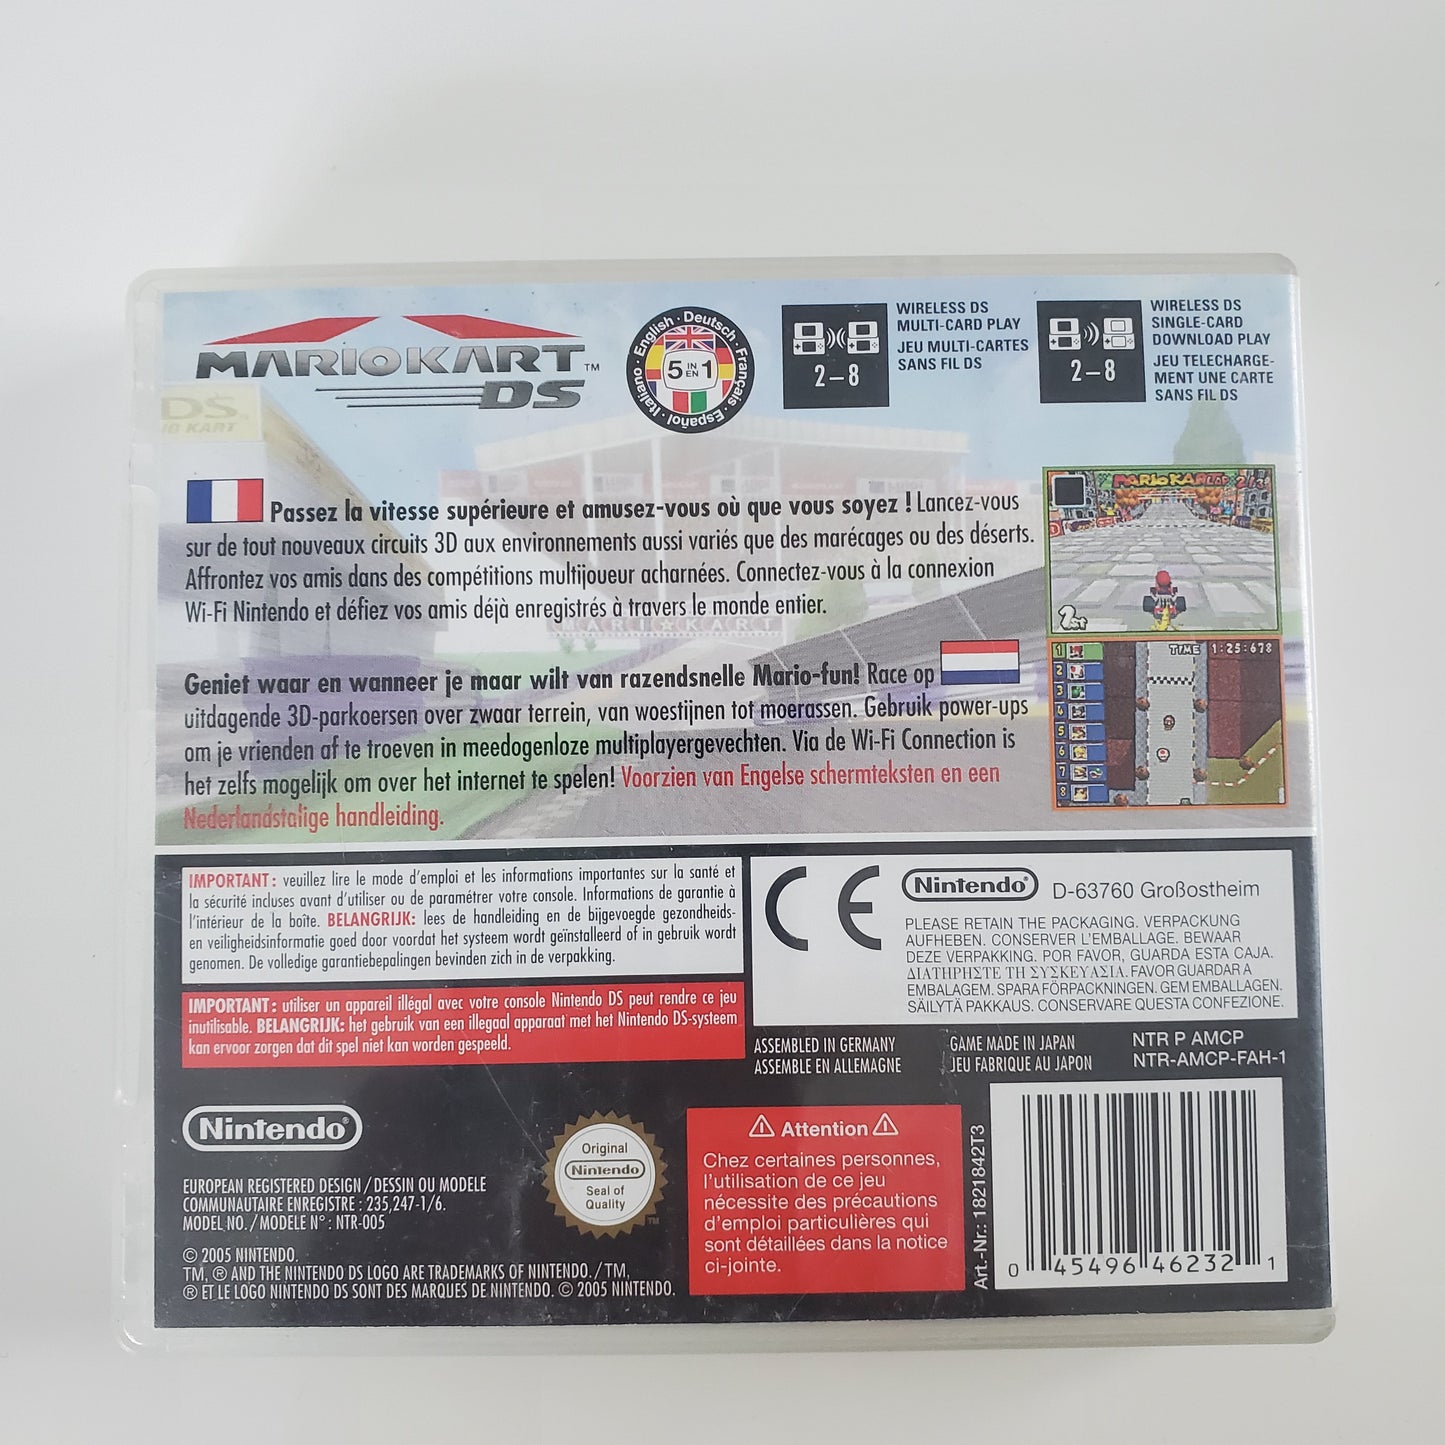 MARIOKART™
DS
English · Deutsch · Français · Español · Italiano ·
5 IN EN 1
2–8
WIRELESS DS
MULTI-CARD PLAY
JEU MULTI-CARTES
SANS FIL DS
2–8
WIRELESS DS
SINGLE-CARD
DOWNLOAD PLAY
JEU TELECHARGE-
MENT UNE CARTE
SANS FIL DS
DS
KART
Passez la vitesse supérieure et amusez-vous où que vous soyez ! Lancez-vous
sur de tout nouveaux circuits 3D aux environnements aussi variés que des marécages ou des déserts.
Affrontez vos amis dans des compétitions multijoueur acharnées. Connectez-vous à la connexion
Wi-Fi Nintendo et défiez vos amis déjà enregistrés à travers le monde entier.
MARIO KA
1ST
MARI★KART
TIME 1:25:678
1
2
3
4
5
6
7
8
Geniet waar en wanneer je maar wilt van razendsnelle Mario-fun! Race op
uitdagende 3D-parkoersen over zwaar terrein, van woestijnen tot moerassen. Gebruik power-ups
om je vrienden af te troeven in meedogenloze multiplayergevechten. Via de Wi-Fi Connection is
het zelfs mogelijk om over het internet te spelen! Voorzien van Engelse schermteksten en een
Nederlandstalige handleiding.
IMPORTANT : veuillez lire le mode d'emploi et les informations importantes sur la santé et
la sécurité incluses avant d'utiliser ou de paramétrer votre console. Informations de garantie à
l'intérieur de la boîte. BELANGRIJK: lees de handleiding en de bijgevoegde gezondheids-
en veiligheidsinformatie goed door voordat het systeem wordt geïnstalleerd of in gebruik wordt
genomen. De volledige garantiebepalingen bevinden zich in de verpakking.
IMPORTANT : utiliser un appareil illégal avec votre console Nintendo DS peut rendre ce jeu
inutilisable. BELANGRIJK: het gebruik van een illegaal apparaat met het Nintendo DS-systeem
kan ervoor zorgen dat dit spel niet kan worden gespeeld.
CE
Nintendo® D-63760 Großostheim
PLEASE RETAIN THE PACKAGING. VERPACKUNG
AUFHEBEN. CONSERVER L'EMBALLAGE. BEWAAR
DEZE VERPAKKING. POR FAVOR, GUARDA ESTA CAJA.
ΔΙΑΤΗΡΗΣΤΕ ΤΗ ΣΥΣΚΕΥΑΣΙΑ. FAVOR GUARDAR A
EMBALAGEM. SPARA FÖRPACKNINGEN. GEM EMBALLAGEN.
SÄILYTÄ PAKKAUS. CONSERVARE QUESTA CONFEZIONE.
ASSEMBLED IN GERMANY
ASSEMBLE EN ALLEMAGNE
GAME MADE IN JAPAN
JEU FABRIQUE AU JAPON
NTR P AMCP
NTR-AMCP-FAH-1
Nintendo®
EUROPEAN REGISTERED DESIGN / DESSIN OU MODELE
COMMUNAUTAIRE ENREGISTRE : 235,247-1/6.
MODEL NO. / MODELE N° : NTR-005
© 2005 NINTENDO.
TM, ® AND THE NINTENDO DS LOGO ARE TRADEMARKS OF NINTENDO. / TM,
® ET LE LOGO NINTENDO DS SONT DES MARQUES DE NINTENDO. © 2005 NINTENDO.
Original
Nintendo
Seal of
Quality
TM
⚠ Attention ⚠
Chez certaines personnes,
l'utilisation de ce jeu
nécessite des précautions
d'emploi particulières qui
sont détaillées dans la notice
ci-jointe.
Art.-Nr.: 1821842T3
0 45496 46232 1